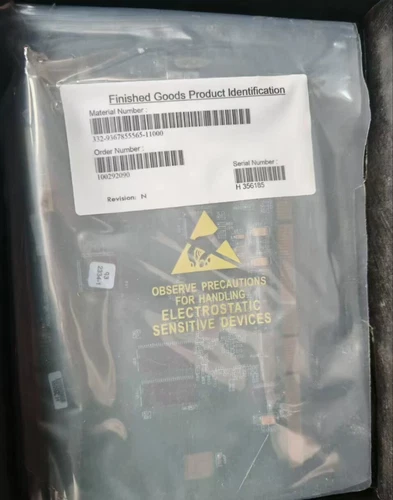 Finished Goods Product Identification
Material Number :
332-9367855565-11000
Order Number :
100292090
Serial Number :
H 356185
Revision: N
OBSERVE PRECAUTIONS
FOR HANDLING
ELECTROSTATIC
SENSITIVE DEVICES